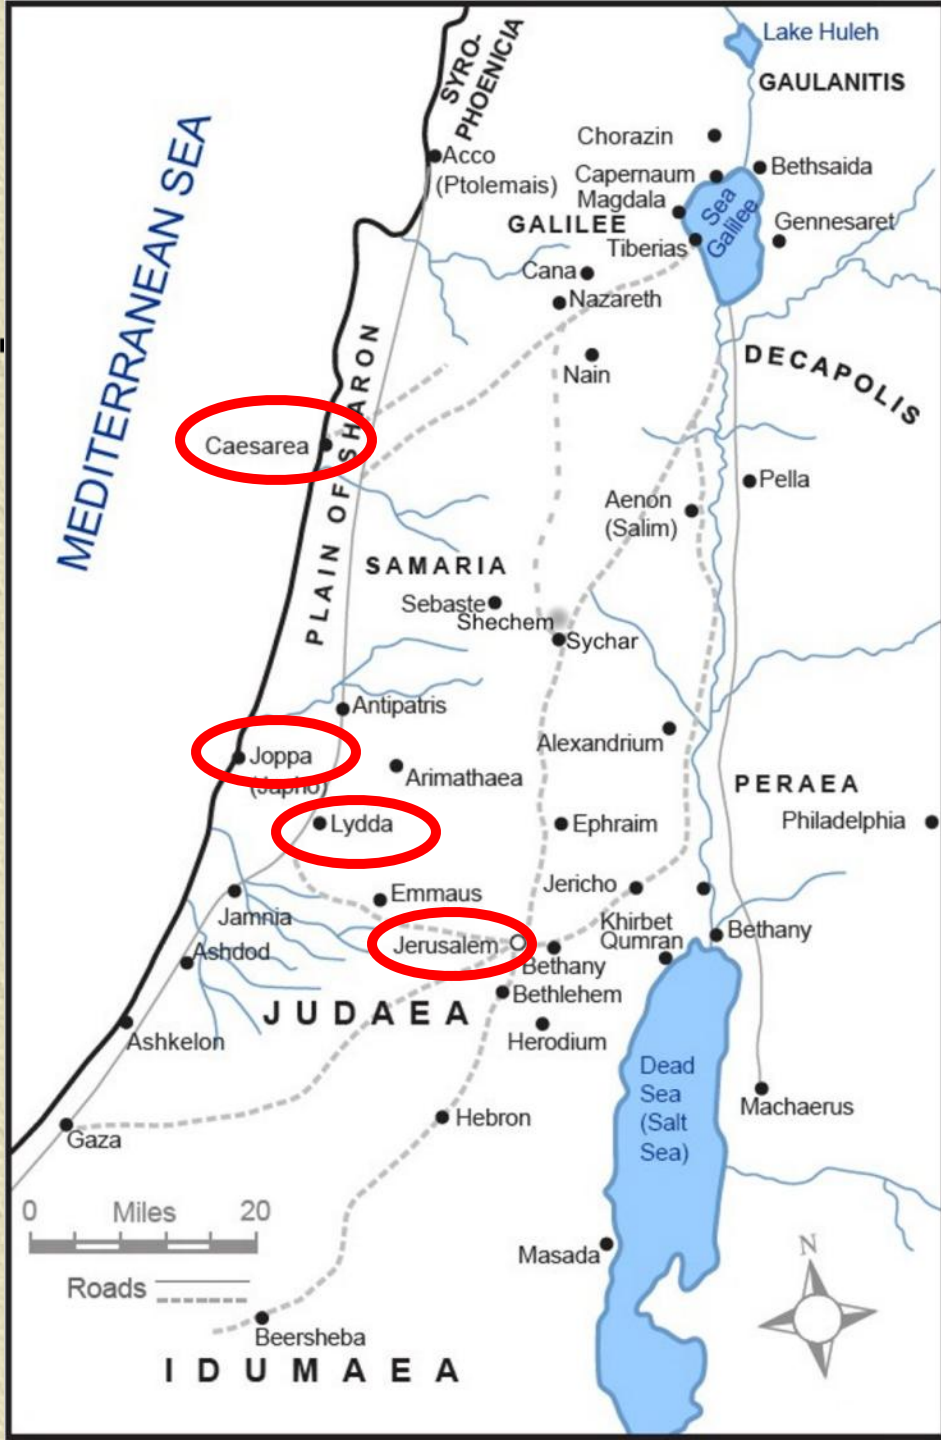 Lake Huleh
SYRO-
PHOENICIA
GAULANITIS
MEDITERRANEAN SEA
Chorazin
Acco
(Ptolemais)
Capernaum
Bethsaida
Magdala
Sea
Galilee
GALILEE
Gennesaret
Tiberias
Cana
Nazareth
DECAPOLIS
Nain
PLAIN OF SHARON
Caesarea
Pella
Aenon
(Salim)
SAMARIA
Sebaste
Shechem
Sychar
Antipatris
Alexandrium
Joppa
(Japho)
Arimathaea
PERAEA
Lydda
Ephraim
Philadelphia
Jericho
Emmaus
Jamnia
Khirbet
Qumran
Bethany
Jerusalem
Ashdod
Bethany
Bethlehem
JUDAEA
Ashkelon
Herodium
Dead
Sea
(Salt
Sea)
Machaerus
Hebron
Gaza
0 Miles 20
Masada
N
Roads
Beersheba
IDUMAEA